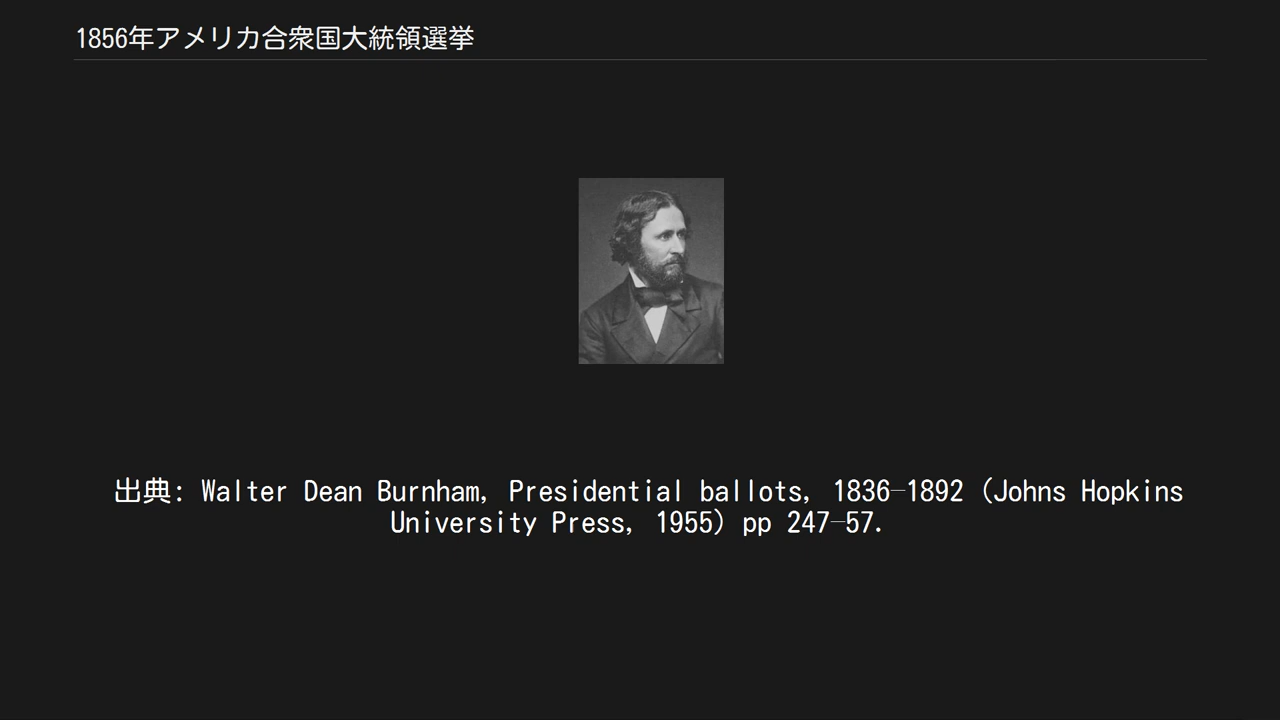 1856年アメリカ合衆国大統領選挙
出典: Walter Dean Burnham, Presidential ballots, 1836–1892 (Johns Hopkins
University Press, 1955) pp 247–57.